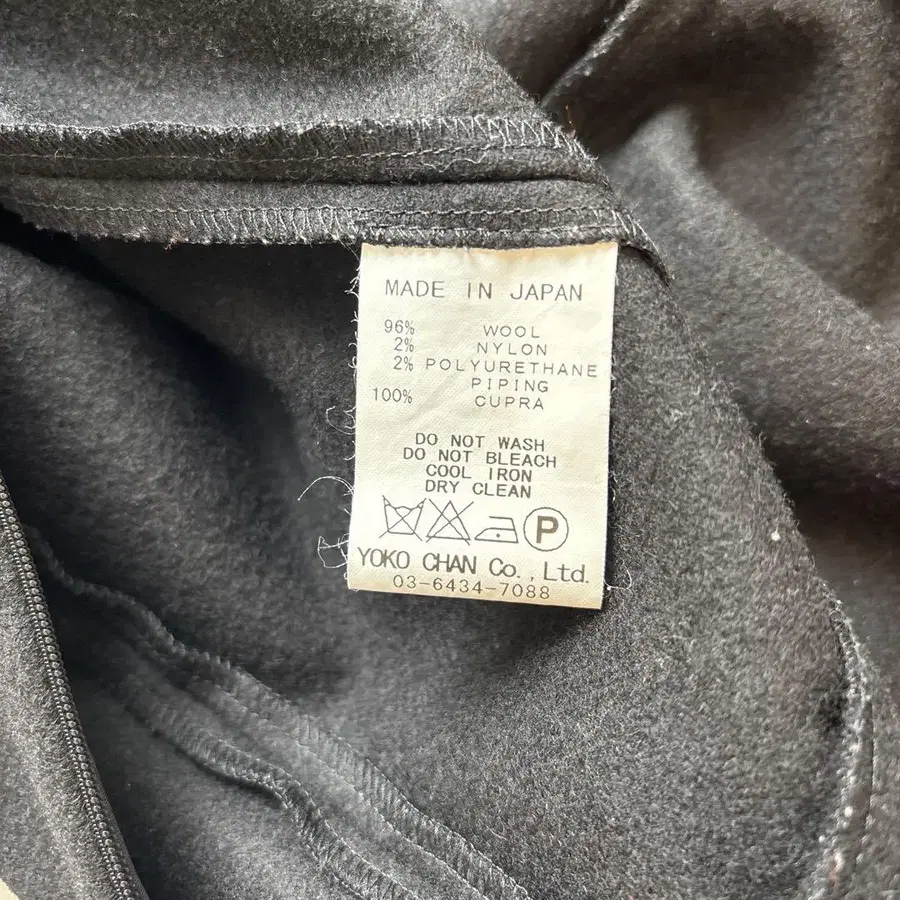 MADE IN JAPAN
96% WOOL
2% NYLON
2% POLYURETHANE
PIPING
100% CUPRA
DO NOT WASH
DO NOT BLEACH
COOL IRON
DRY CLEAN
P
YOKO CHAN Co.,Ltd.
03-6434-7088